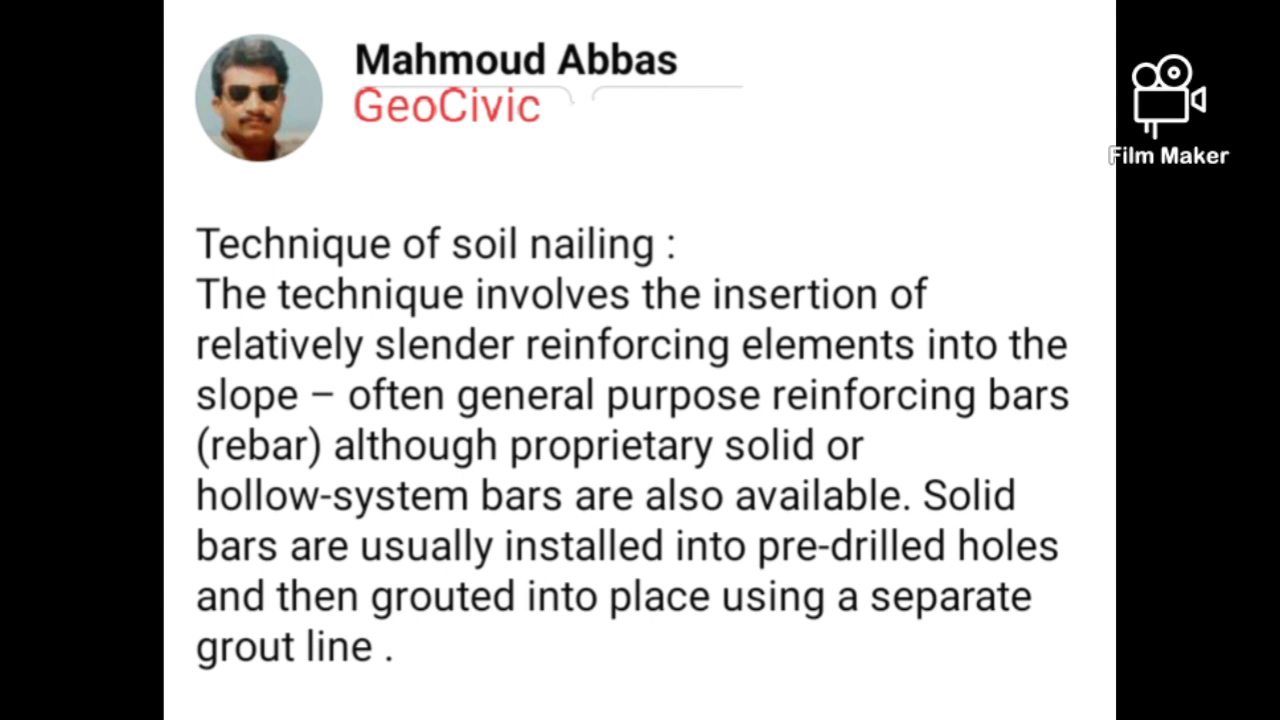 Mahmoud Abbas
GeoCivic
Film Maker
Technique of soil nailing :
The technique involves the insertion of
relatively slender reinforcing elements into the
slope – often general purpose reinforcing bars
(rebar) although proprietary solid or
hollow-system bars are also available. Solid
bars are usually installed into pre-drilled holes
and then grouted into place using a separate
grout line .